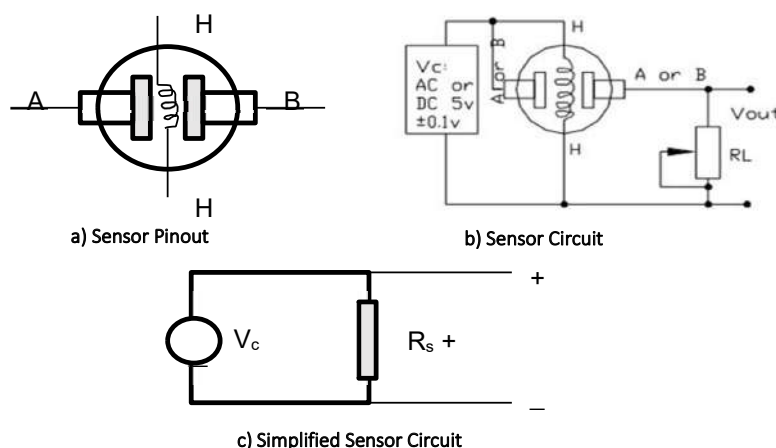 H
A
B
H
a) Sensor Pinout
Vc:
AC or
DC 5v
±0.1v
A or B
H
H
A or B
Vout
RL
b) Sensor Circuit
+
Vc
Rs +
–
–
c) Simplified Sensor Circuit